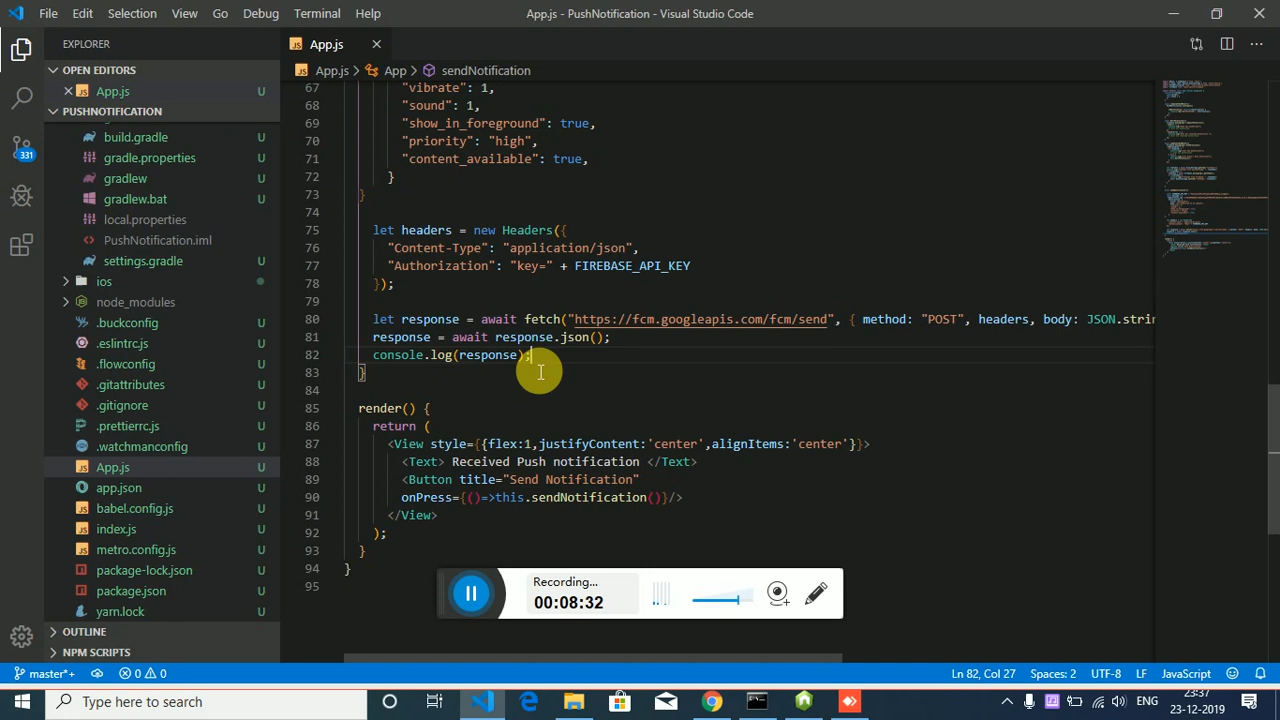 File Edit Selection View Go Debug Terminal Help
App.js - PushNotification - Visual Studio Code
EXPLORER
OPEN EDITORS
App.js U
PUSHNOTIFICATION
build.gradle U
gradle.properties U
gradlew U
gradlew.bat U
local.properties
PushNotification.iml
settings.gradle U
ios
node_modules
.buckconfig U
.eslintrc.js U
.flowconfig U
.gitattributes U
.gitignore U
.prettierrc.js U
.watchmanconfig U
App.js U
app.json U
babel.config.js U
index.js U
metro.config.js U
package-lock.json U
package.json U
yarn.lock U
OUTLINE
NPM SCRIPTS
331
JS App.js
JS App.js > App > sendNotification
67 "vibrate": 1,
68 "sound": 1,
69 "show_in_foreground": true,
70 "priority": "high",
71 "content_available": true,
72 }
73 }
74
75 let headers = new Headers({
76 "Content-Type": "application/json",
77 "Authorization": "key=" + FIREBASE_API_KEY
78 });
79
80 let response = await fetch("https://fcm.googleapis.com/fcm/send", { method: "POST", headers, body: JSON.strin
81 response = await response.json();
82 console.log(response);
83 }
84
85 render() {
86 return (
87 <View style={{flex:1,justifyContent:'center',alignItems:'center'}}>
88 <Text> Received Push notification </Text>
89 <Button title="Send Notification"
90 onPress={()=>this.sendNotification()}/>
91 </View>
92 );
93 }
94 }
95
Recording...
00:08:32
master*+ 0 0
Ln 82, Col 27 Spaces: 2 UTF-8 LF JavaScript
Type here to search
ENG
23:37
23-12-2019